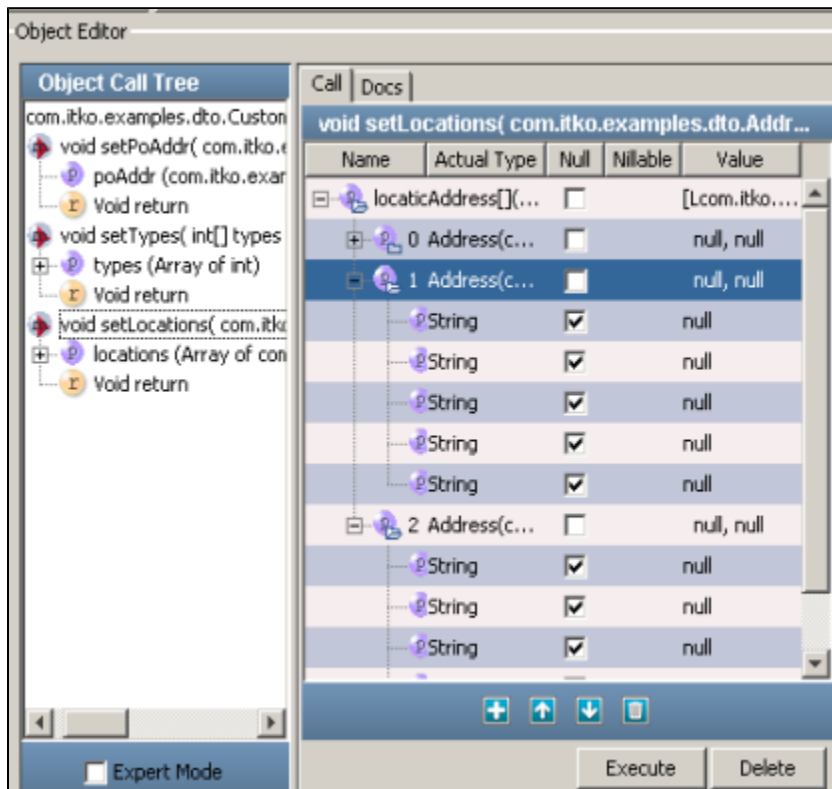 Object Editor
Object Call Tree
com.itko.examples.dto.Custon
void setPoAddr( com.itko.e
poAddr (com.itko.exar
Void return
void setTypes( int[] types
types (Array of int)
Void return
void setLocations( com.itko
locations (Array of con
Void return
Expert Mode
Call Docs
void setLocations( com.itko.examples.dto.Addr...
Name Actual Type Null Nillable Value
locatic Address[](... [Lcom.itko....
0 Address(c... null, null
1 Address(c... null, null
String null
String null
String null
String null
String null
2 Address(c... null, null
String null
String null
String null
Execute Delete